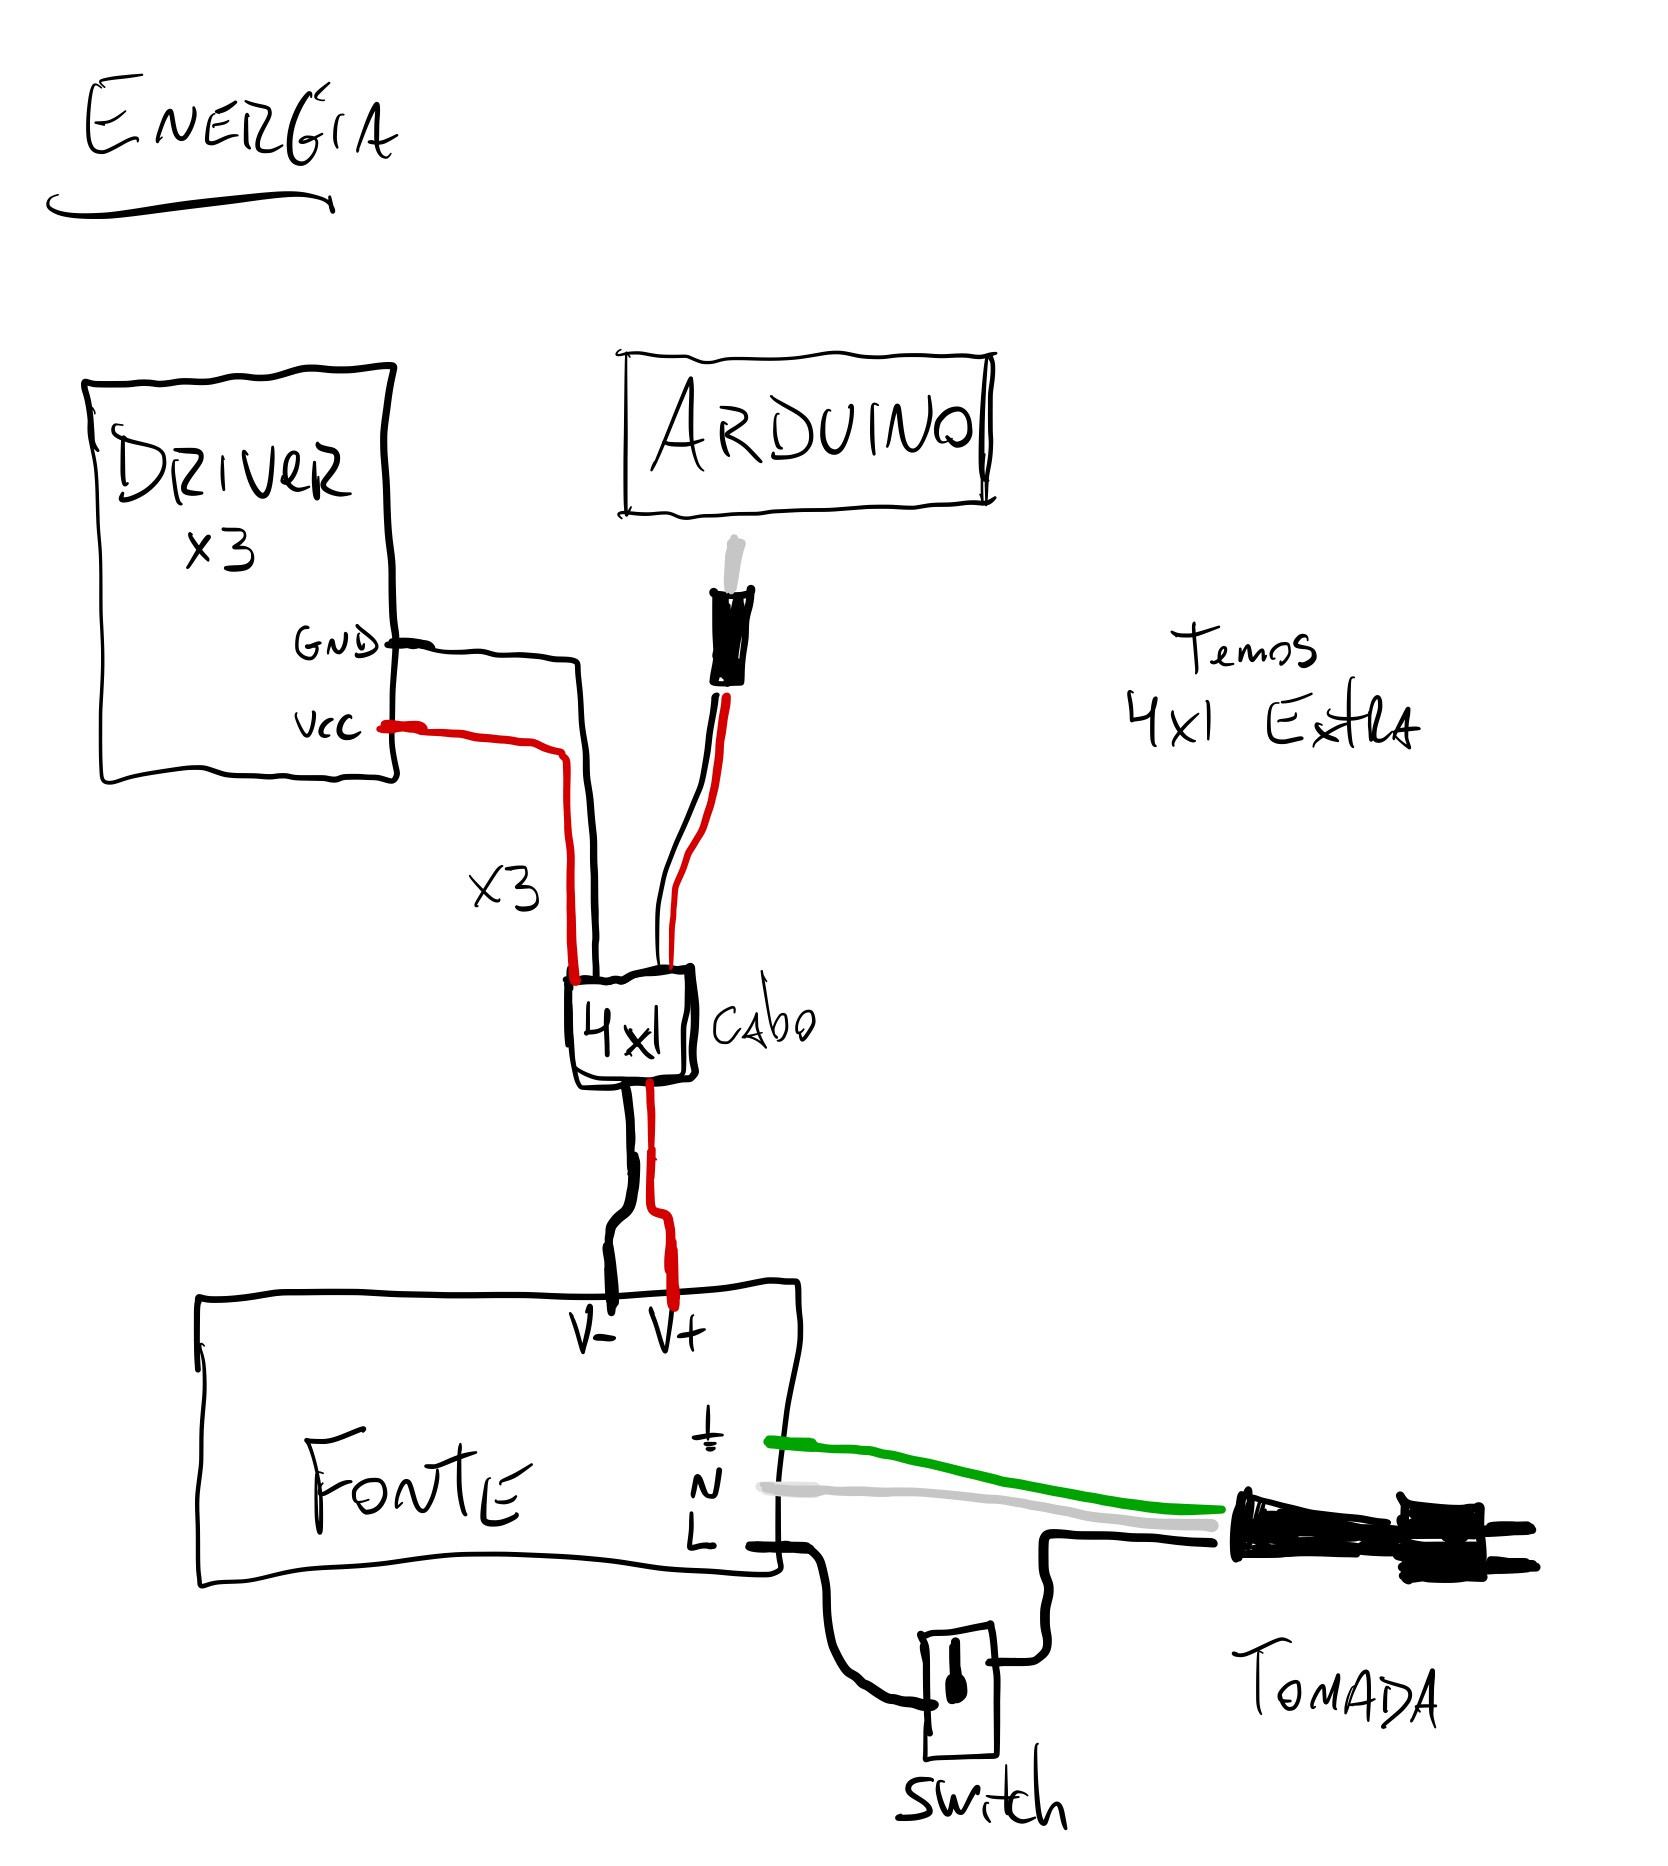 ENERGIA
DRIVER
x3
GND
VCC
ARDUINO
Temos
4x1 Extra
x3
4x1
Cabo
V- V+
FONTE
N
L
TOMADA
Switch